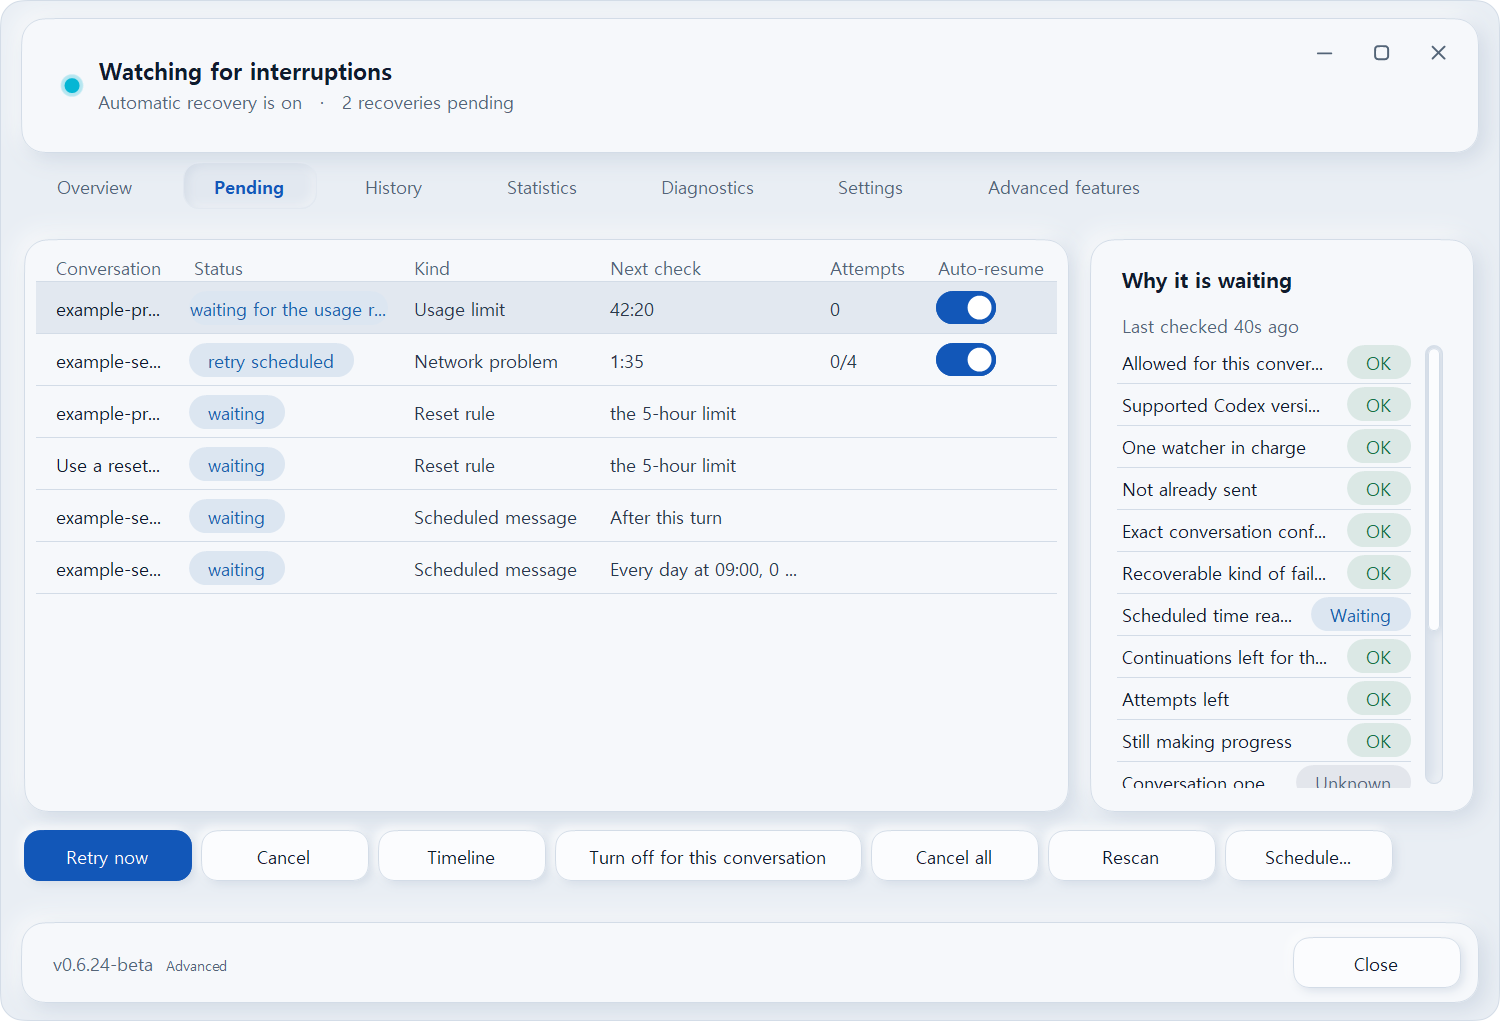 Watching for interruptions
Automatic recovery is on · 2 recoveries pending
Overview Pending History Statistics Diagnostics Settings Advanced features
Conversation Status Kind Next check Attempts Auto-resume
example-pr... waiting for the usage r... Usage limit 42:20 0
example-se... retry scheduled Network problem 1:35 0/4
example-pr... waiting Reset rule the 5-hour limit
Use a reset... waiting Reset rule the 5-hour limit
example-se... waiting Scheduled message After this turn
example-se... waiting Scheduled message Every day at 09:00, 0 ...
Why it is waiting
Last checked 40s ago
Allowed for this conver... OK
Supported Codex versi... OK
One watcher in charge OK
Not already sent OK
Exact conversation conf... OK
Recoverable kind of fail... OK
Scheduled time rea... Waiting
Continuations left for th... OK
Attempts left OK
Still making progress OK
Conversation ope Unknown
Retry now Cancel Timeline Turn off for this conversation Cancel all Rescan Schedule...
v0.6.24-beta Advanced Close